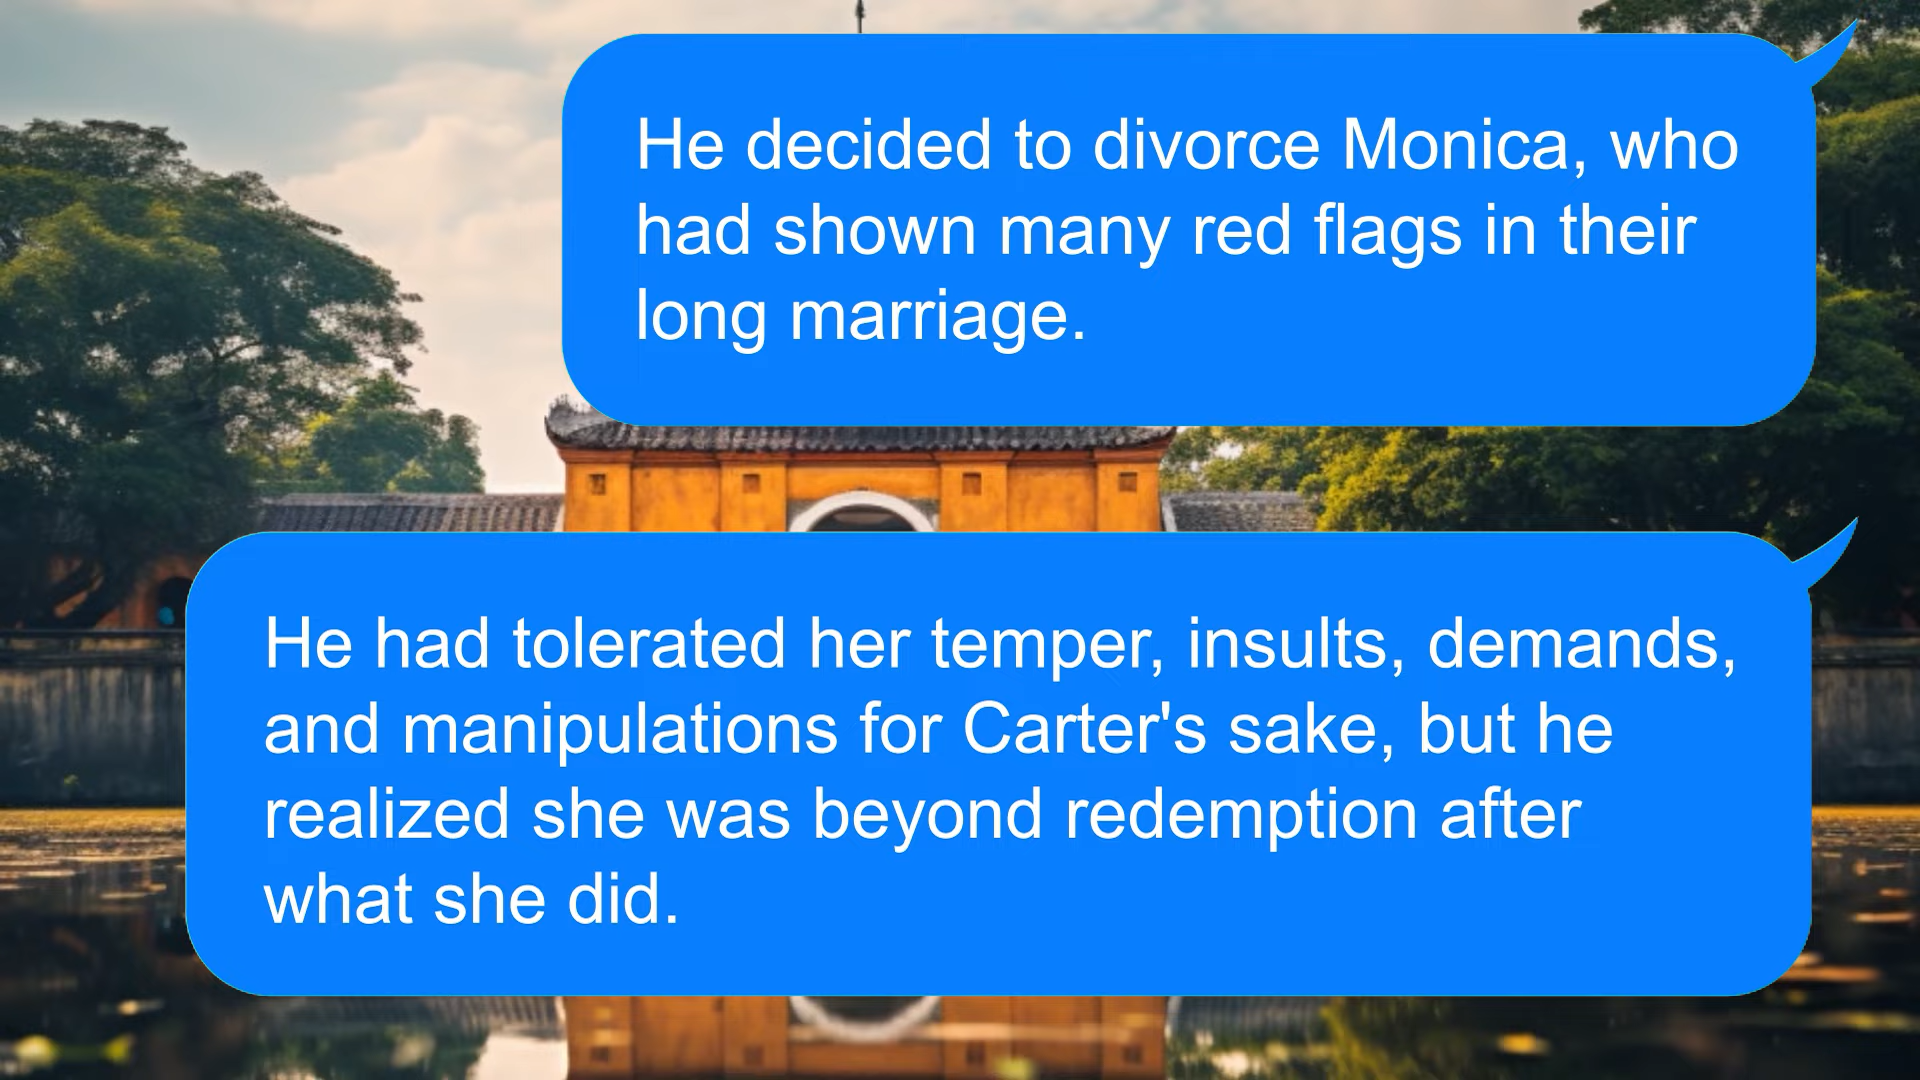 He decided to divorce Monica, who
had shown many red flags in their
long marriage.
He had tolerated her temper, insults, demands,
and manipulations for Carter's sake, but he
realized she was beyond redemption after
what she did.